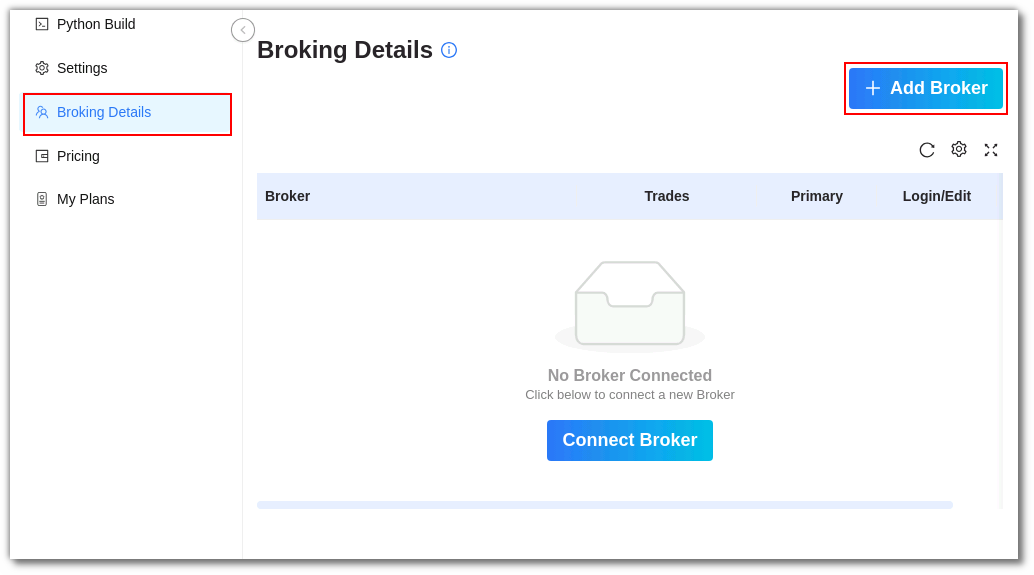 Python Build
Settings
Broking Details
Pricing
My Plans
Broking Details
Add Broker
Broker Trades Primary Login/Edit
No Broker Connected
Click below to connect a new Broker
Connect Broker